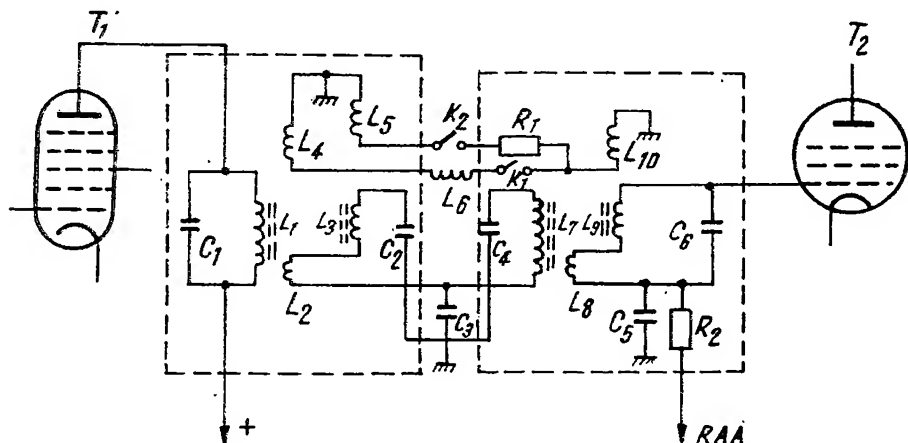 T₁
T₂
L₄
L₅
K₂
R₁
L₁₀
L₆
K₁
C₁
L₁
L₃
C₂
L₂
C₃
C₄
L₇
L₉
C₆
L₈
C₅
R₂
+
RAA